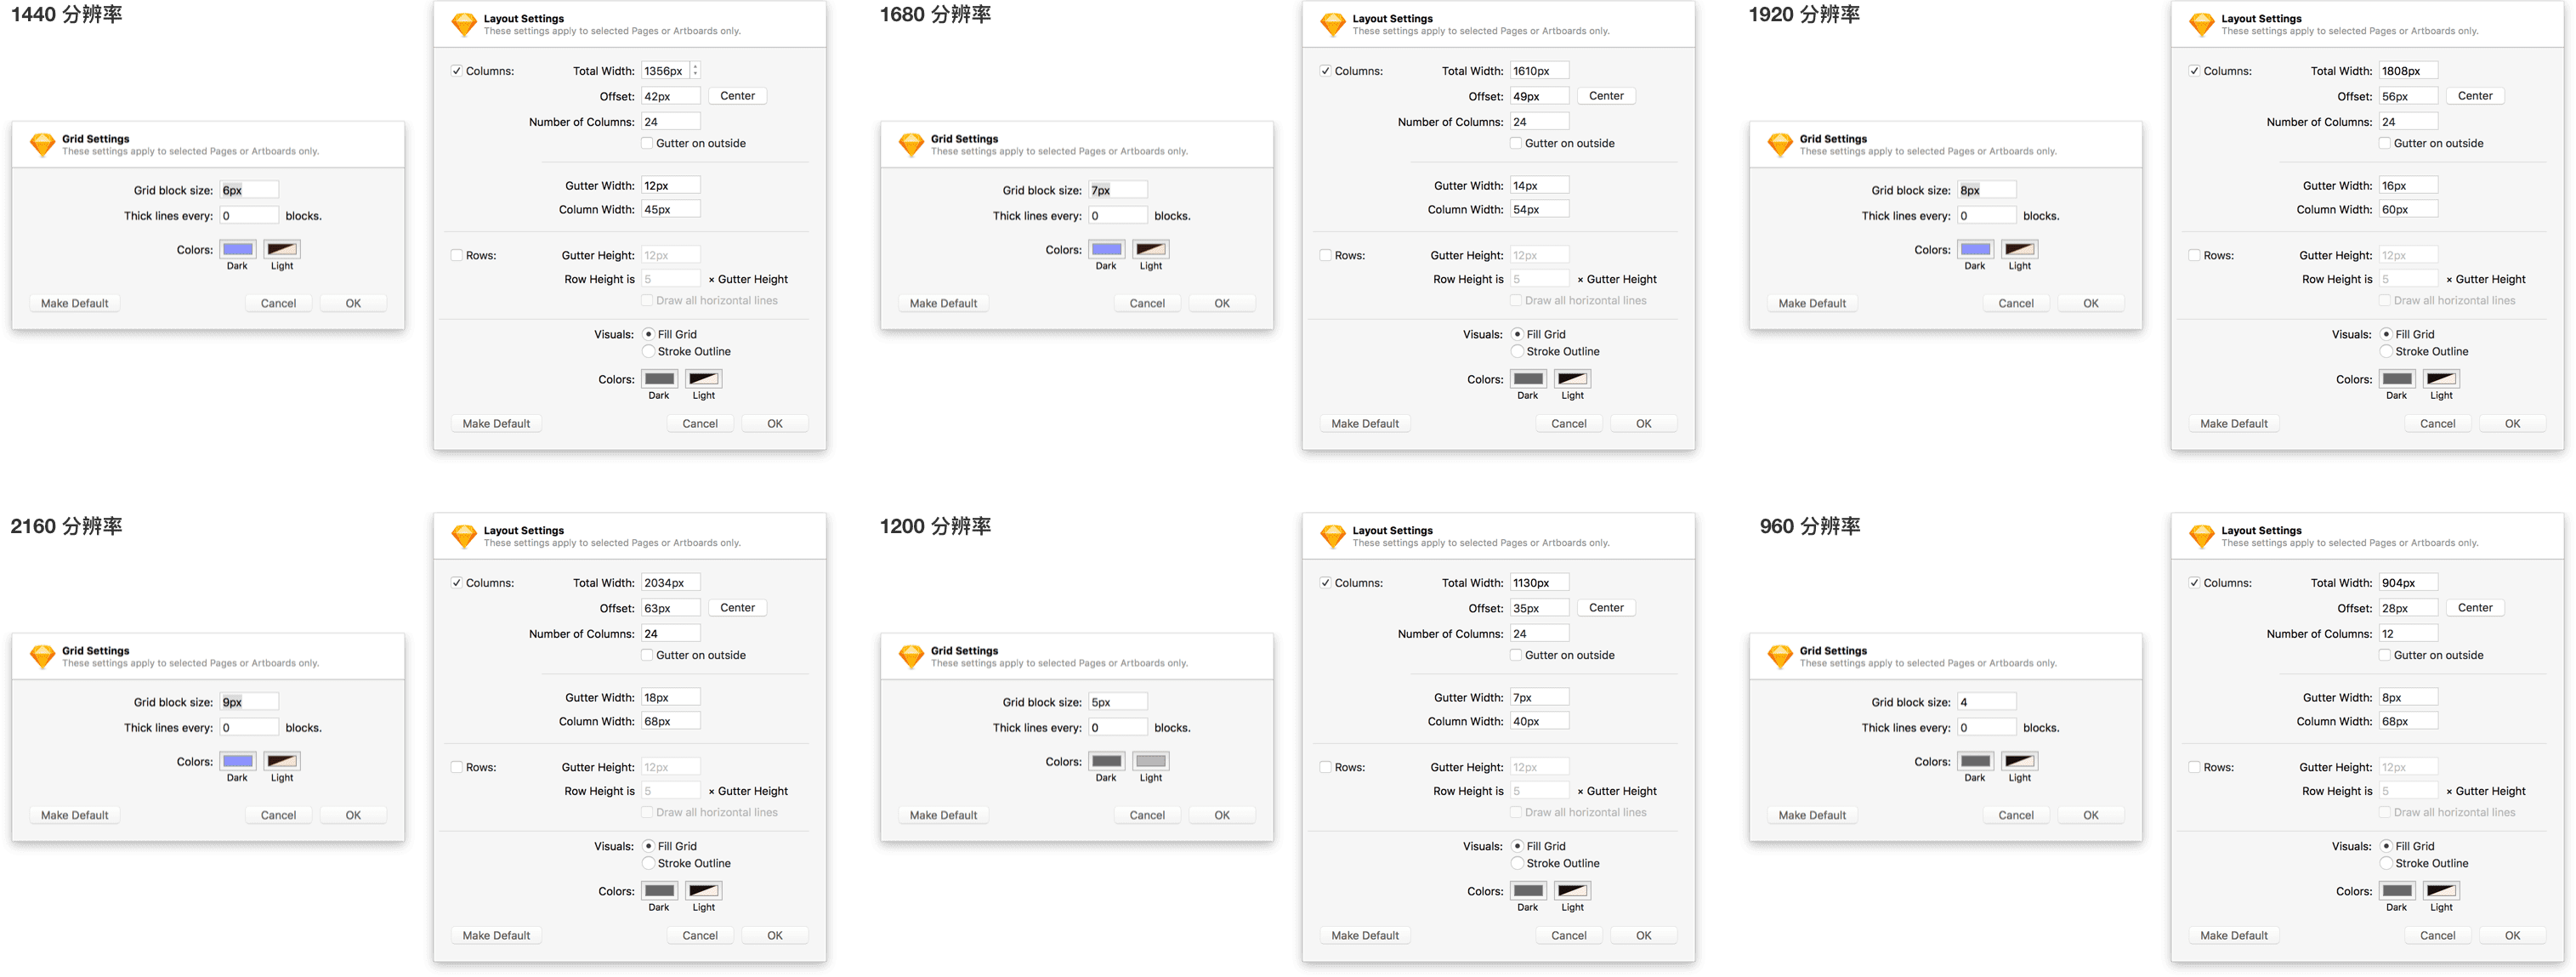 1440 分辨率
Grid Settings
These settings apply to selected Pages or Artboards only.
Grid block size: 6px
Thick lines every: 0 blocks.
Colors:
Dark Light
Make Default Cancel OK
Layout Settings
These settings apply to selected Pages or Artboards only.
Columns: Total Width: 1356px
Offset: 42px Center
Number of Columns: 24
Gutter on outside
Gutter Width: 12px
Column Width: 45px
Rows: Gutter Height: 12px
Row Height is 5 × Gutter Height
Draw all horizontal lines
Visuals: Fill Grid
Stroke Outline
Colors:
Dark Light
Make Default Cancel OK
1680 分辨率
Grid Settings
These settings apply to selected Pages or Artboards only.
Grid block size: 7px
Thick lines every: 0 blocks.
Colors:
Dark Light
Make Default Cancel OK
Layout Settings
These settings apply to selected Pages or Artboards only.
Columns: Total Width: 1610px
Offset: 49px Center
Number of Columns: 24
Gutter on outside
Gutter Width: 14px
Column Width: 54px
Rows: Gutter Height: 12px
Row Height is 5 × Gutter Height
Draw all horizontal lines
Visuals: Fill Grid
Stroke Outline
Colors:
Dark Light
Make Default Cancel OK
1920 分辨率
Grid Settings
These settings apply to selected Pages or Artboards only.
Grid block size: 8px
Thick lines every: 0 blocks.
Colors:
Dark Light
Make Default Cancel OK
Layout Settings
These settings apply to selected Pages or Artboards only.
Columns: Total Width: 1808px
Offset: 56px Center
Number of Columns: 24
Gutter on outside
Gutter Width: 16px
Column Width: 60px
Rows: Gutter Height: 12px
Row Height is 5 × Gutter Height
Draw all horizontal lines
Visuals: Fill Grid
Stroke Outline
Colors:
Dark Light
Make Default Cancel OK
2160 分辨率
Grid Settings
These settings apply to selected Pages or Artboards only.
Grid block size: 9px
Thick lines every: 0 blocks.
Colors:
Dark Light
Make Default Cancel OK
Layout Settings
These settings apply to selected Pages or Artboards only.
Columns: Total Width: 2034px
Offset: 63px Center
Number of Columns: 24
Gutter on outside
Gutter Width: 18px
Column Width: 68px
Rows: Gutter Height: 12px
Row Height is 5 × Gutter Height
Draw all horizontal lines
Visuals: Fill Grid
Stroke Outline
Colors:
Dark Light
Make Default Cancel OK
1200 分辨率
Grid Settings
These settings apply to selected Pages or Artboards only.
Grid block size: 5px
Thick lines every: 0 blocks.
Colors:
Dark Light
Make Default Cancel OK
Layout Settings
These settings apply to selected Pages or Artboards only.
Columns: Total Width: 1130px
Offset: 35px Center
Number of Columns: 24
Gutter on outside
Gutter Width: 7px
Column Width: 40px
Rows: Gutter Height: 12px
Row Height is 5 × Gutter Height
Draw all horizontal lines
Visuals: Fill Grid
Stroke Outline
Colors:
Dark Light
Make Default Cancel OK
960 分辨率
Grid Settings
These settings apply to selected Pages or Artboards only.
Grid block size: 4
Thick lines every: 0 blocks.
Colors:
Dark Light
Make Default Cancel OK
Layout Settings
These settings apply to selected Pages or Artboards only.
Columns: Total Width: 904px
Offset: 28px Center
Number of Columns: 12
Gutter on outside
Gutter Width: 8px
Column Width: 68px
Rows: Gutter Height: 12px
Row Height is 5 × Gutter Height
Draw all horizontal lines
Visuals: Fill Grid
Stroke Outline
Colors:
Dark Light
Make Default Cancel OK